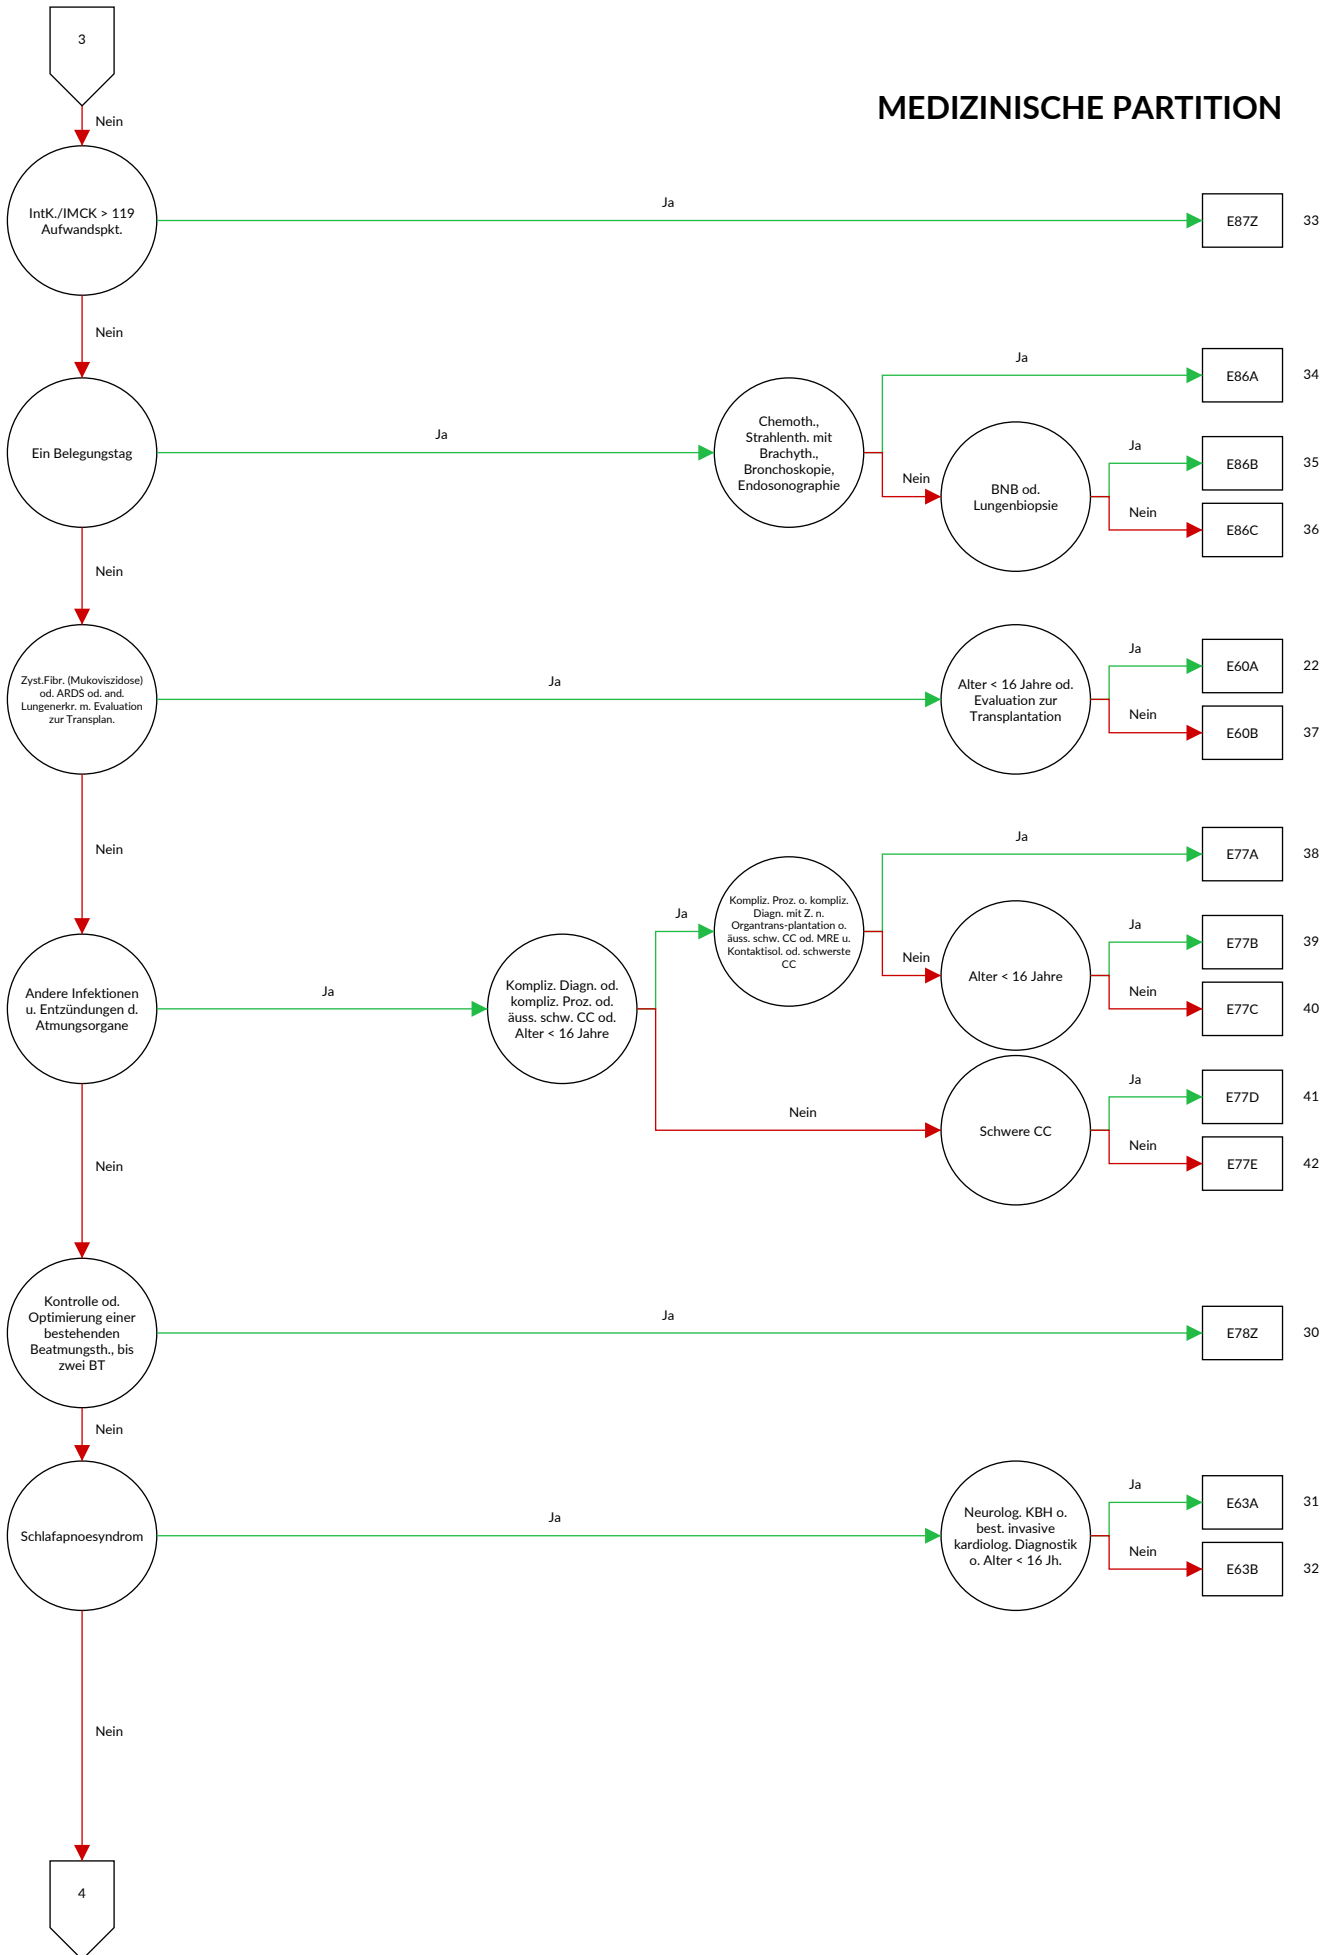 3
MEDIZINISCHE PARTITION
Nein
IntK./IMCK > 119
Aufwandspkt.
Ja
E87Z
33
Nein
Ein Belegungstag
Ja
Chemoth.,
Strahlenth. mit
Brachyth.,
Bronchoskopie,
Endosonographie
Ja
E86A
34
Nein
BNB od.
Lungenbiopsie
Ja
E86B
35
Nein
E86C
36
Nein
Zyst.Fibr. (Mukoviszidose)
od. ARDS od. and.
Lungenerkr. m. Evaluation
zur Transplan.
Ja
Alter < 16 Jahre od.
Evaluation zur
Transplantation
Ja
E60A
22
Nein
E60B
37
Nein
Andere Infektionen
u. Entzündungen d.
Atmungsorgane
Ja
Kompliz. Diagn. od.
kompliz. Proz. od.
äuss. schw. CC od.
Alter < 16 Jahre
Ja
Kompliz. Proz. o. kompliz.
Diagn. mit Z. n.
Organtrans-plantation o.
äuss. schw. CC od. MRE u.
Kontaktisol. od. schwerste
CC
Ja
E77A
38
Nein
Alter < 16 Jahre
Ja
E77B
39
Nein
E77C
40
Nein
Schwere CC
Ja
E77D
41
Nein
E77E
42
Nein
Kontrolle od.
Optimierung einer
bestehenden
Beatmungsth., bis
zwei BT
Ja
E78Z
30
Nein
Schlafapnoesyndrom
Ja
Neurolog. KBH o.
best. invasive
kardiolog. Diagnostik
o. Alter < 16 Jh.
Ja
E63A
31
Nein
E63B
32
Nein
4